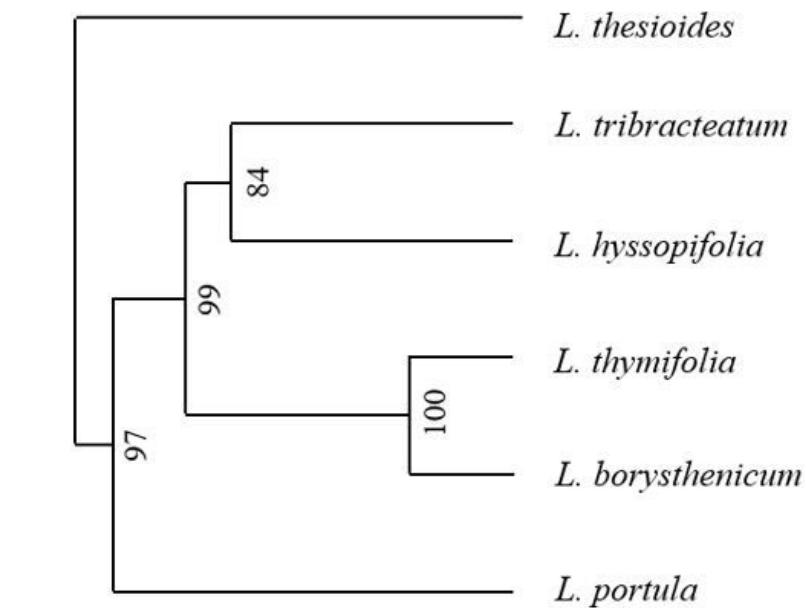 L. thesioides
L. tribracteatum
84
L. hyssopifolia
99
L. thymifolia
100
97
L. borysthenicum
L. portula